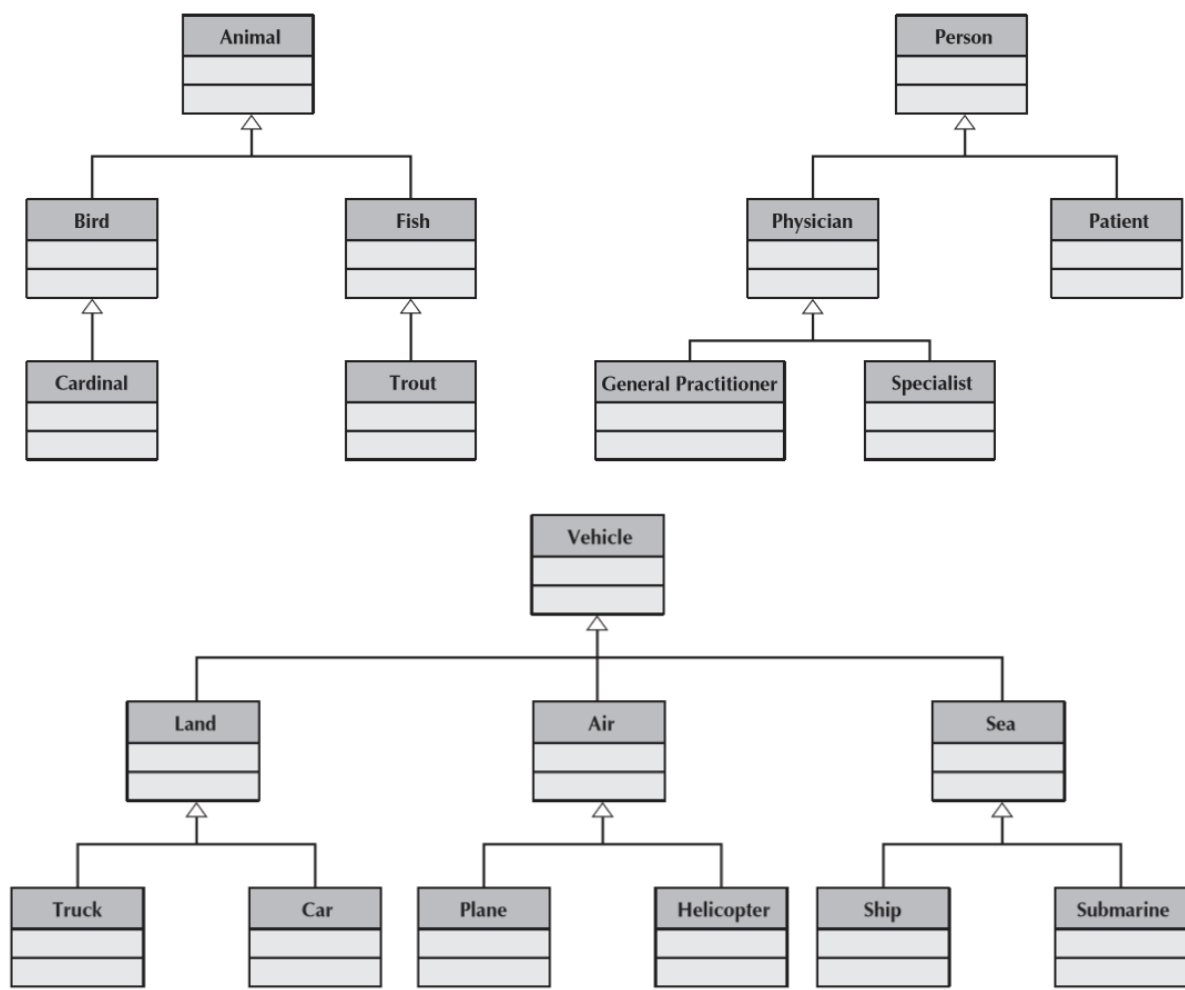 Animal
Person
Bird
Fish
Physician
Patient
Cardinal
Trout
General Practitioner
Specialist
Vehicle
Land
Air
Sea
Truck
Car
Plane
Helicopter
Ship
Submarine